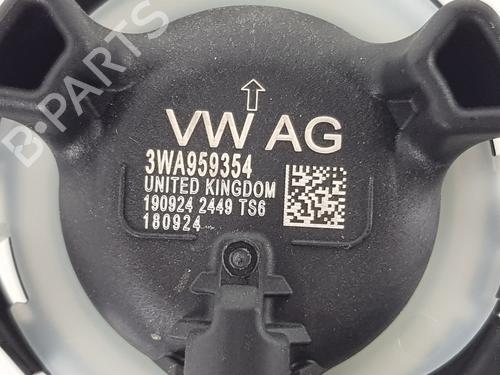 B-PARTS
VW AG
3WA959354
UNITED KINGDOM
190924 2449 TS6
180924